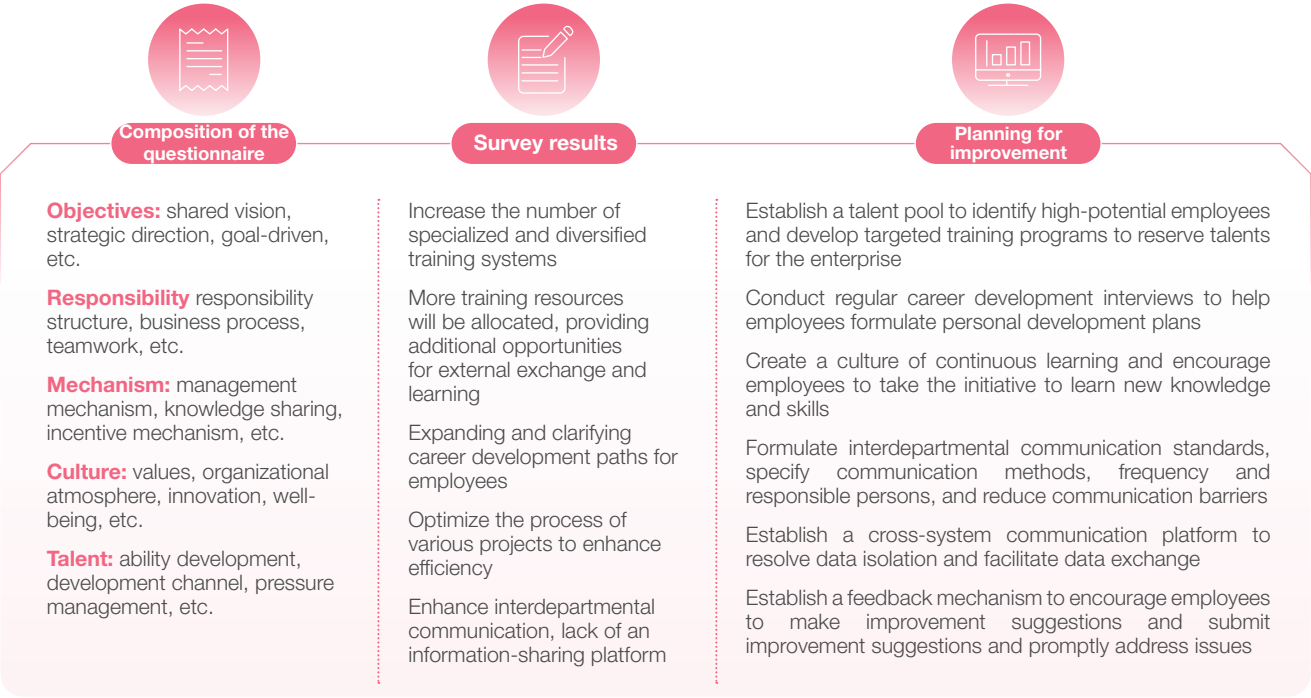 Composition of the
questionnaire
Objectives: shared vision,
strategic direction, goal-driven,
etc.
Responsibility responsibility
structure, business process,
teamwork, etc.
Mechanism: management
mechanism, knowledge sharing,
incentive mechanism, etc.
Culture: values, organizational
atmosphere, innovation, well-
being, etc.
Talent: ability development,
development channel, pressure
management, etc.
Survey results
Increase the number of
specialized and diversified
training systems
More training resources
will be allocated, providing
additional opportunities
for external exchange and
learning
Expanding and clarifying
career development paths for
employees
Optimize the process of
various projects to enhance
efficiency
Enhance interdepartmental
communication, lack of an
information-sharing platform
Planning for
improvement
Establish a talent pool to identify high-potential employees
and develop targeted training programs to reserve talents
for the enterprise
Conduct regular career development interviews to help
employees formulate personal development plans
Create a culture of continuous learning and encourage
employees to take the initiative to learn new knowledge
and skills
Formulate interdepartmental communication standards,
specify communication methods, frequency and
responsible persons, and reduce communication barriers
Establish a cross-system communication platform to
resolve data isolation and facilitate data exchange
Establish a feedback mechanism to encourage employees
to make improvement suggestions and submit
improvement suggestions and promptly address issues